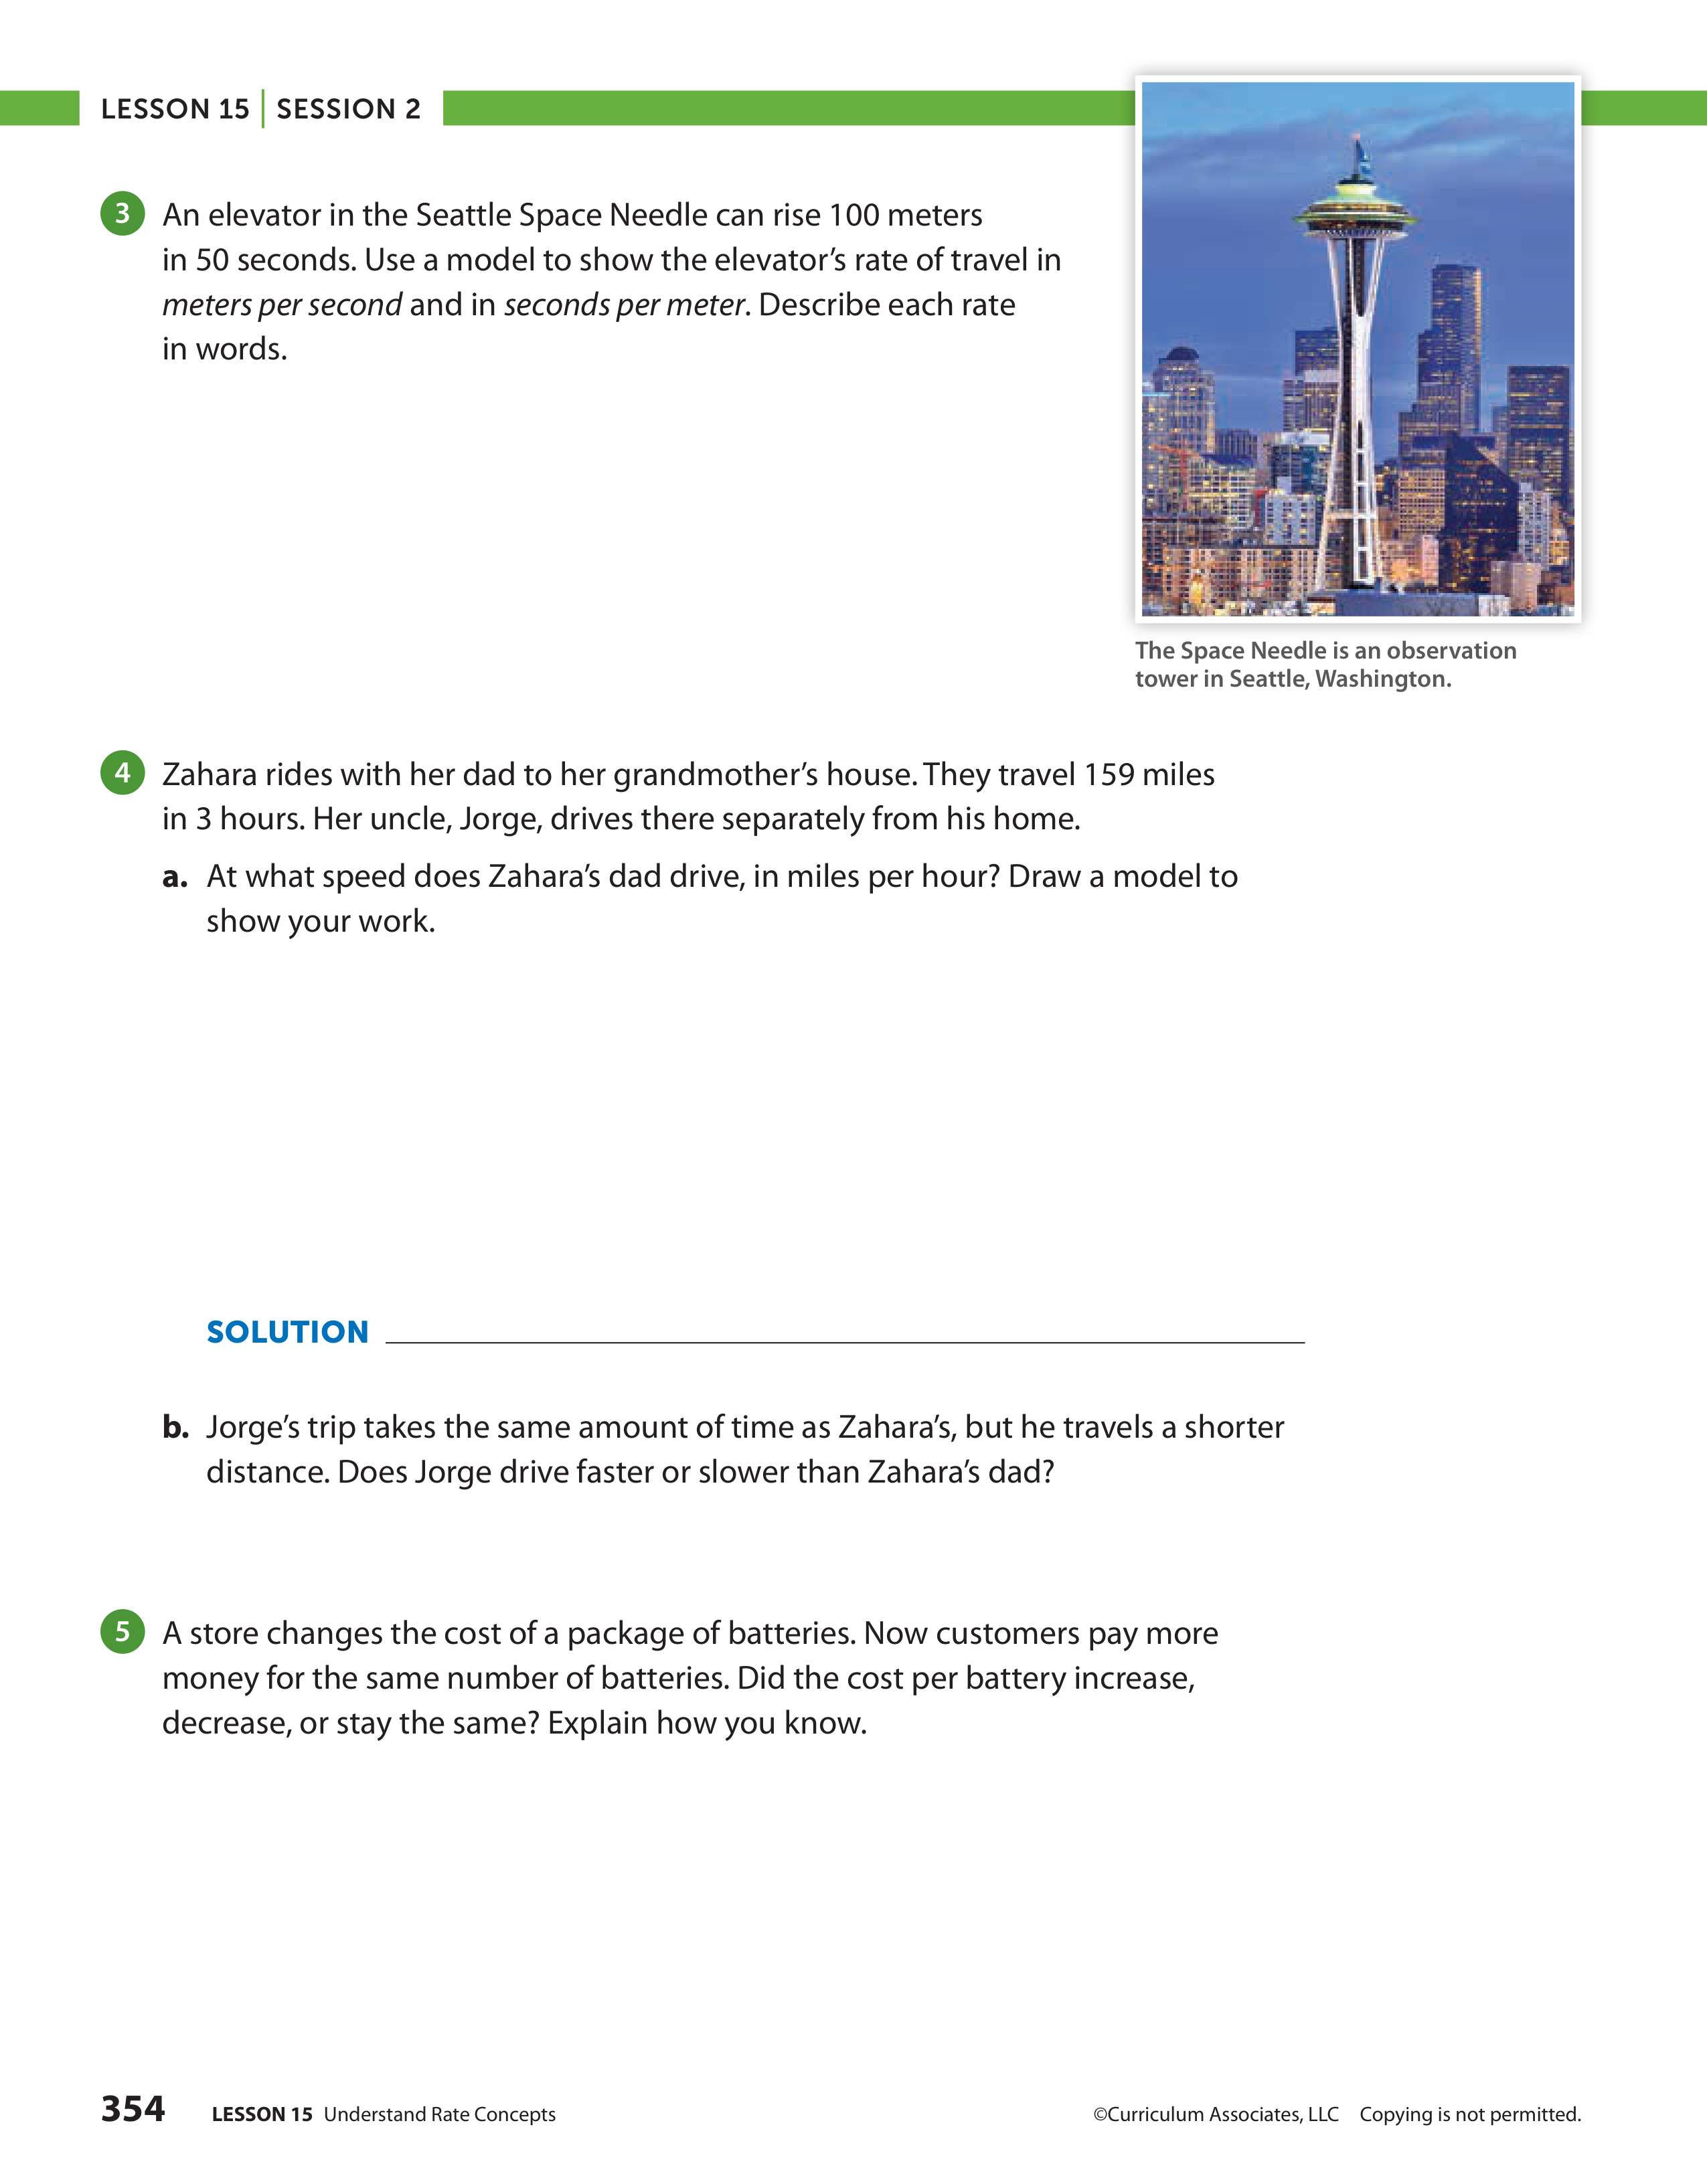 LESSON 15 | SESSION 2
3 An elevator in the Seattle Space Needle can rise 100 meters
in 50 seconds. Use a model to show the elevator’s rate of travel in
meters per second and in seconds per meter. Describe each rate
in words.
The Space Needle is an observation
tower in Seattle, Washington.
4 Zahara rides with her dad to her grandmother’s house. They travel 159 miles
in 3 hours. Her uncle, Jorge, drives there separately from his home.
a. At what speed does Zahara’s dad drive, in miles per hour? Draw a model to
show your work.
SOLUTION
b. Jorge’s trip takes the same amount of time as Zahara’s, but he travels a shorter
distance. Does Jorge drive faster or slower than Zahara’s dad?
5 A store changes the cost of a package of batteries. Now customers pay more
money for the same number of batteries. Did the cost per battery increase,
decrease, or stay the same? Explain how you know.
354 LESSON 15 Understand Rate Concepts ©Curriculum Associates, LLC Copying is not permitted.